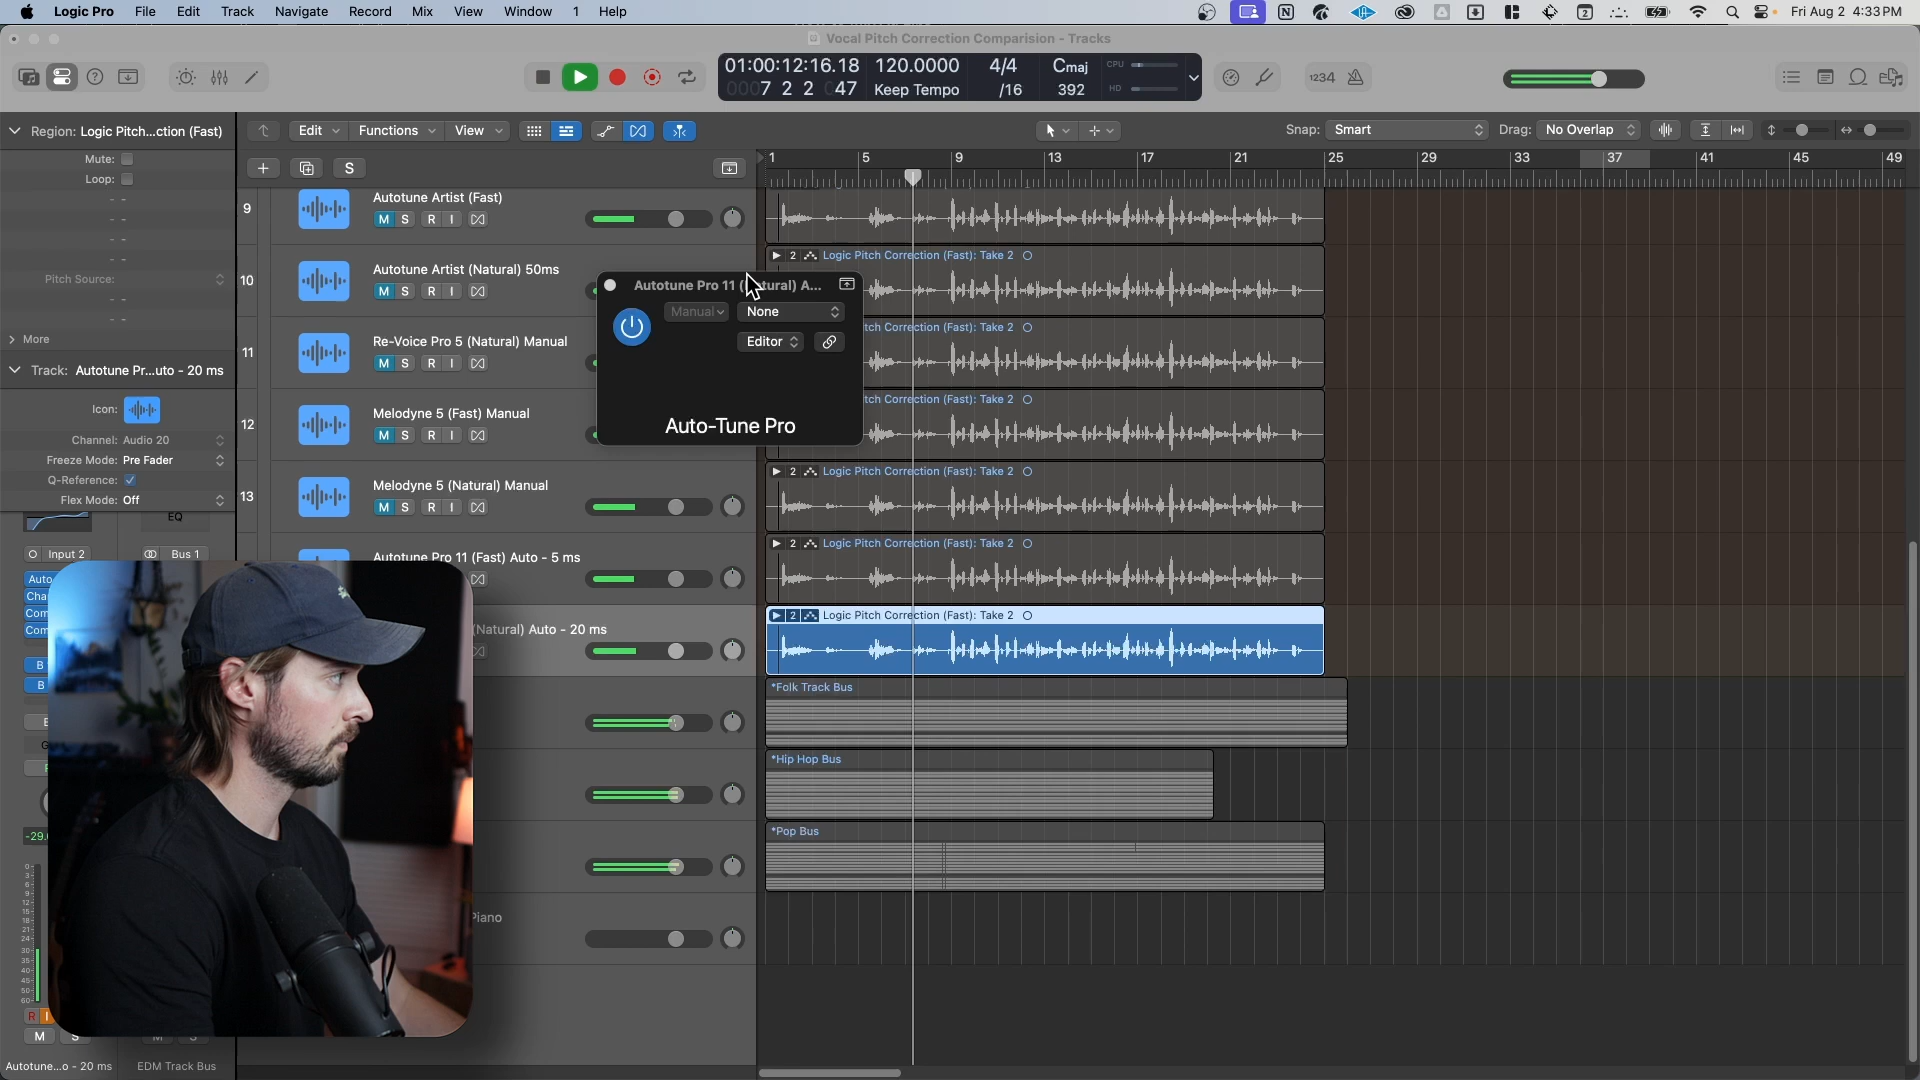 Logic Pro File Edit Track Navigate Record Mix View Window 1 Help
Fri Aug 2 4:33 PM
Vocal Pitch Correction Comparision - Tracks
01:00:12:16.18 120.0000 4/4 Cmaj CPU
0007 2 2 047 Keep Tempo /16 392 HD
1234
Region: Logic Pitch...ction (Fast)
Edit Functions View
Snap: Smart Drag: No Overlap
Mute:
Loop:
Pitch Source:
More
Track: Autotune Pr...uto - 20 ms
Icon:
Channel: Audio 20
Freeze Mode: Pre Fader
Q-Reference:
Flex Mode: Off
EQ
Input 2 Bus 1
S
1 5 9 13 17 21 25 29 33 37 41 45 49
9 Autotune Artist (Fast)
M S R I
10 Autotune Artist (Natural) 50ms
M S R I
2 Logic Pitch Correction (Fast): Take 2
11 Re-Voice Pro 5 (Natural) Manual
M S R I
tch Correction (Fast): Take 2
12 Melodyne 5 (Fast) Manual
M S R I
tch Correction (Fast): Take 2
13 Melodyne 5 (Natural) Manual
M S R I
2 Logic Pitch Correction (Fast): Take 2
Autotune Pro 11 (Fast) Auto - 5 ms
2 Logic Pitch Correction (Fast): Take 2
(Natural) Auto - 20 ms
2 Logic Pitch Correction (Fast): Take 2
*Folk Track Bus
*Hip Hop Bus
*Pop Bus
Piano
Autotune Pro 11 (
tural) A...
Manual None
Editor
Auto-Tune Pro
Auto
Cha
Com
Com
B
B
-29.
R I
M S
M S
Autotune...o - 20 ms EDM Track Bus